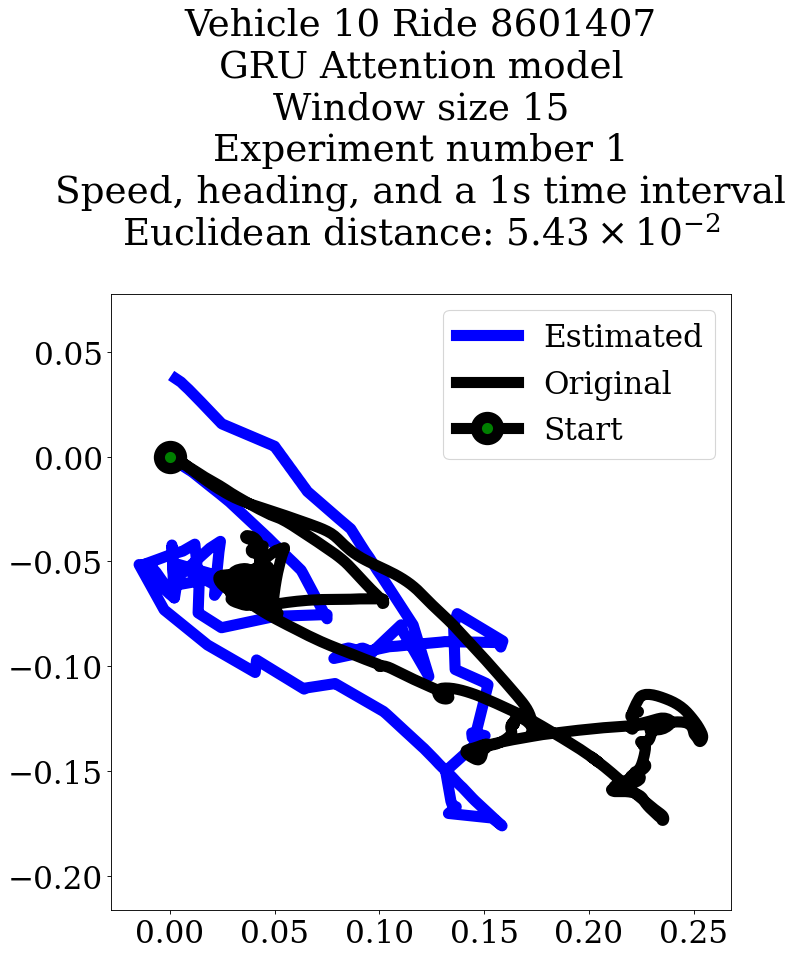 Vehicle 10 Ride 8601407
GRU Attention model
Window size 15
Experiment number 1
Speed, heading, and a 1s time interval
Euclidean distance: 5.43 × 10⁻²
Estimated
Original
Start
0.05
0.00
−0.05
−0.10
−0.15
−0.20
0.00 0.05 0.10 0.15 0.20 0.25